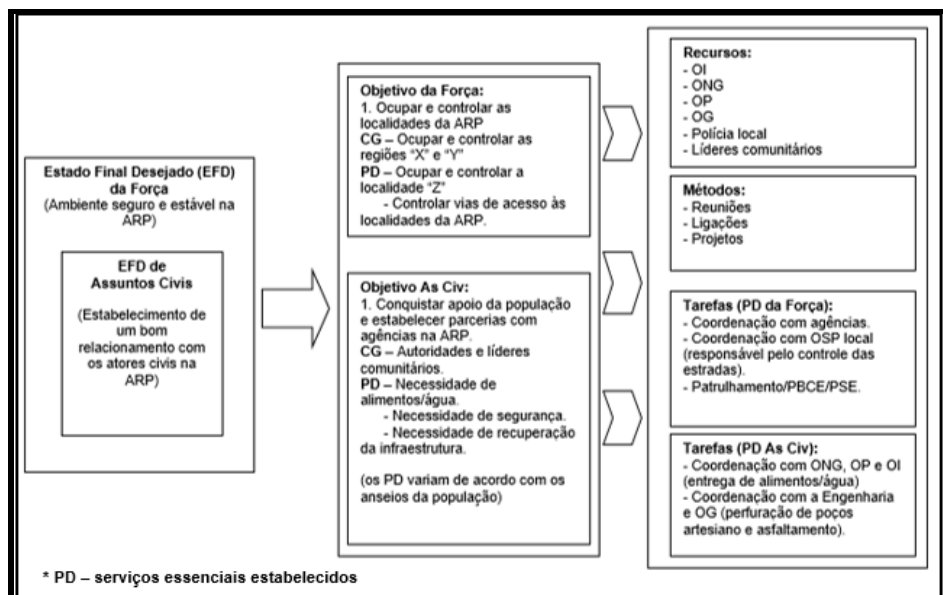 Estado Final Desejado (EFD)
da Força
(Ambiente seguro e estável na
ARP)
EFD de
Assuntos Civis
(Estabelecimento de
um bom
relacionamento com
os atores civis na
ARP)
Objetivo da Força:
1. Ocupar e controlar as
localidades da ARP
CG – Ocupar e controlar as
regiões “X” e “Y”
PD – Ocupar e controlar a
localidade “Z”
- Controlar vias de acesso às
localidades da ARP.
Objetivo As Civ:
1. Conquistar apoio da população
e estabelecer parcerias com
agências na ARP.
CG – Autoridades e líderes
comunitários.
PD – Necessidade de
alimentos/água.
- Necessidade de segurança.
- Necessidade de recuperação
da infraestrutura.
(os PD variam de acordo com os
anseios da população)
Recursos:
- OI
- ONG
- OP
- OG
- Polícia local
- Líderes comunitários
Métodos:
- Reuniões
- Ligações
- Projetos
Tarefas (PD da Força):
- Coordenação com agências.
- Coordenação com OSP local
(responsável pelo controle das
estradas).
- Patrulhamento/PBCE/PSE.
Tarefas (PD As Civ):
- Coordenação com ONG, OP e OI
(entrega de alimentos/água)
- Coordenação com a Engenharia
e OG (perfuração de poços
artesiano e asfaltamento).
* PD – serviços essenciais estabelecidos